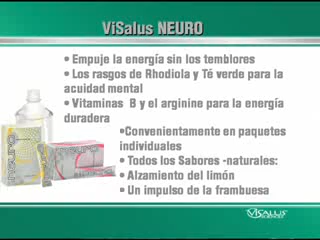 ViSalus NEURO
• Empuje la energía sin los temblores
• Los rasgos de Rhodiola y Té verde para la
acuidad mental
• Vitaminas B y el arginine para la energía
duradera
•Convenientemente en paquetes
individuales
• Todos los Sabores -naturales:
• Alzamiento del limón
• Un impulso de la frambuesa
neuro
neuro
ViSALUS